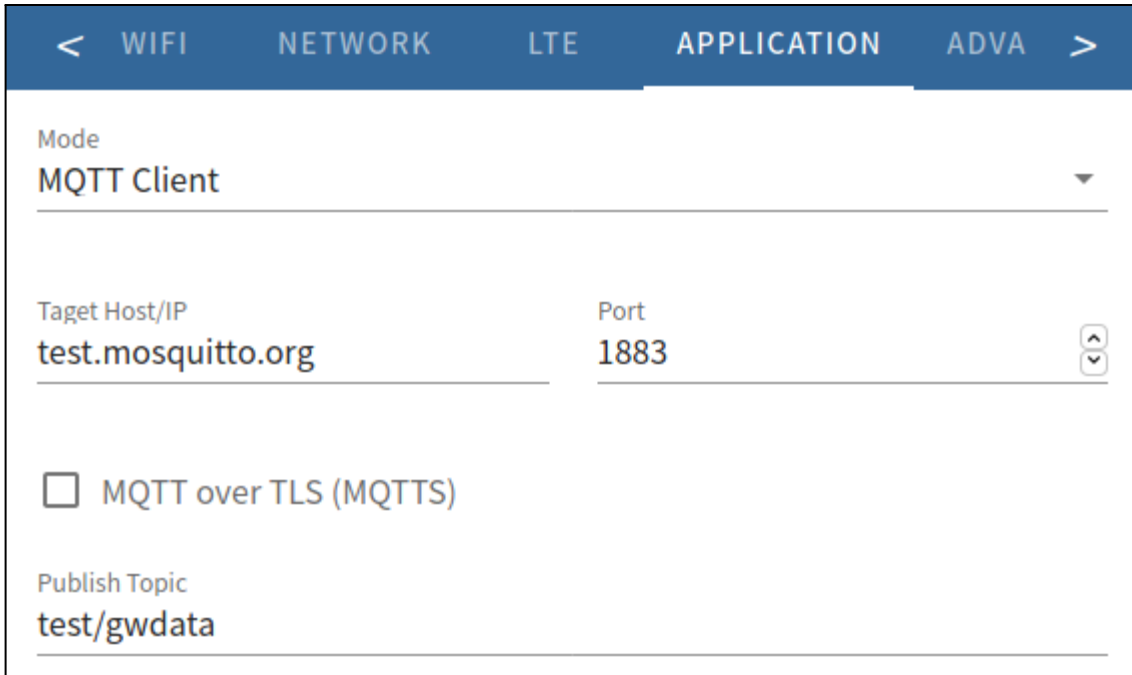 < WIFI NETWORK LTE APPLICATION ADVA >
Mode
MQTT Client
Taget Host/IP Port
test.mosquitto.org 1883
MQTT over TLS (MQTTS)
Publish Topic
test/gwdata